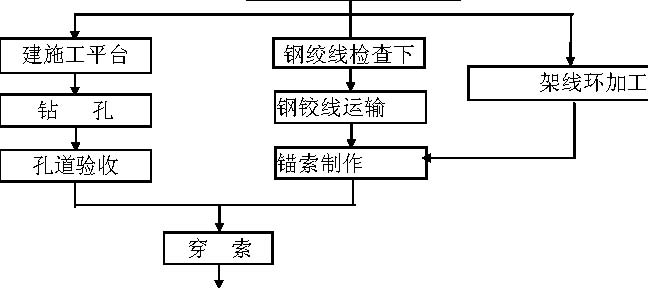 建施工平台
钢绞线检查下
架线环加工
钻 孔
钢铰线运输
孔道验收
锚索制作
穿 索